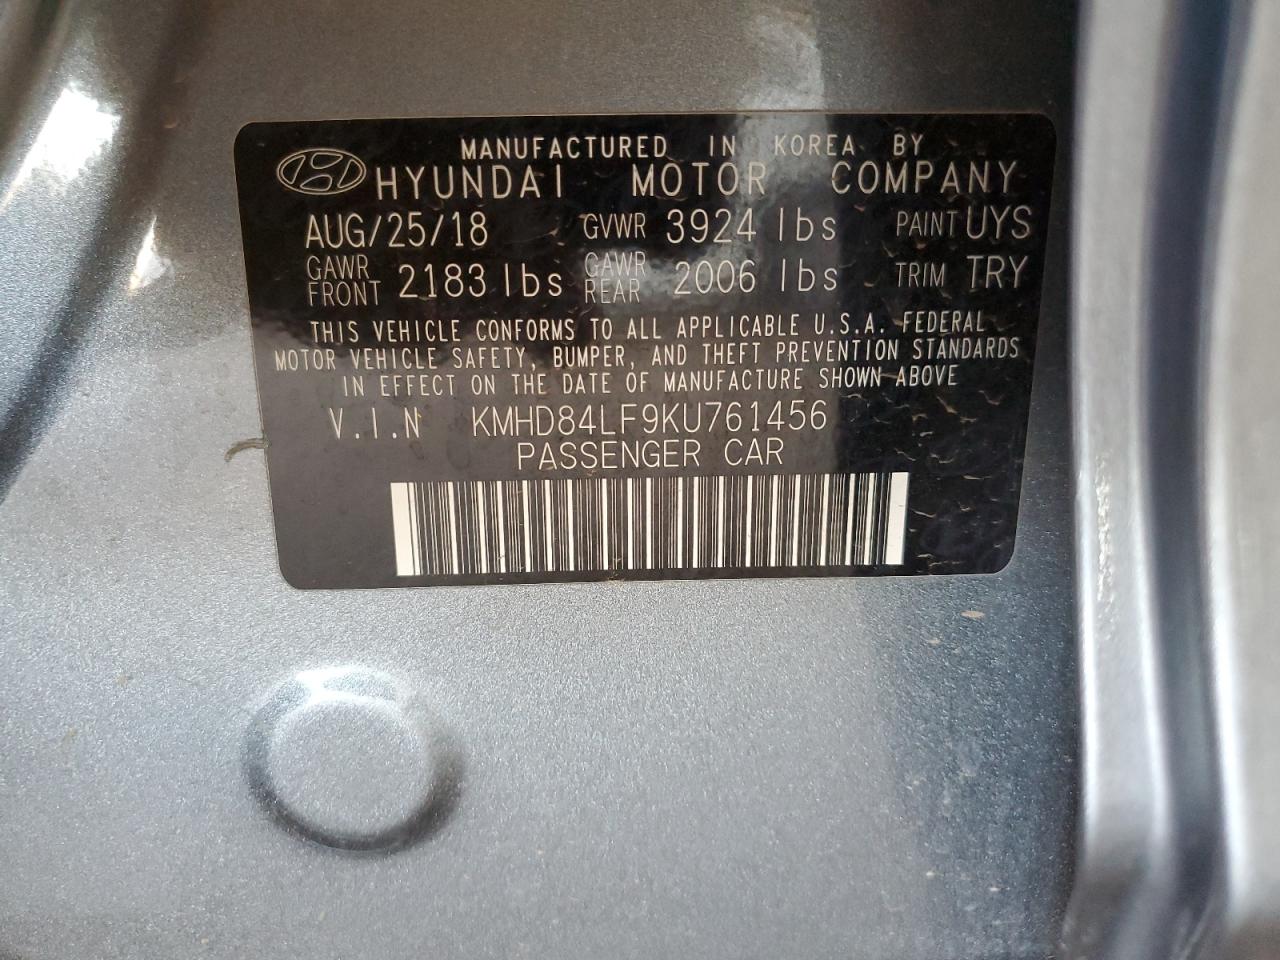 MANUFACTURED IN KOREA BY
HYUNDAI MOTOR COMPANY
AUG/25/18 GVWR 3924 lbs PAINT UYS
GAWR FRONT 2183 lbs GAWR REAR 2006 lbs TRIM TRY
THIS VEHICLE CONFORMS TO ALL APPLICABLE U.S.A. FEDERAL
MOTOR VEHICLE SAFETY, BUMPER, AND THEFT PREVENTION STANDARDS
IN EFFECT ON THE DATE OF MANUFACTURE SHOWN ABOVE
V.I.N KMHD84LF9KU761456
PASSENGER CAR